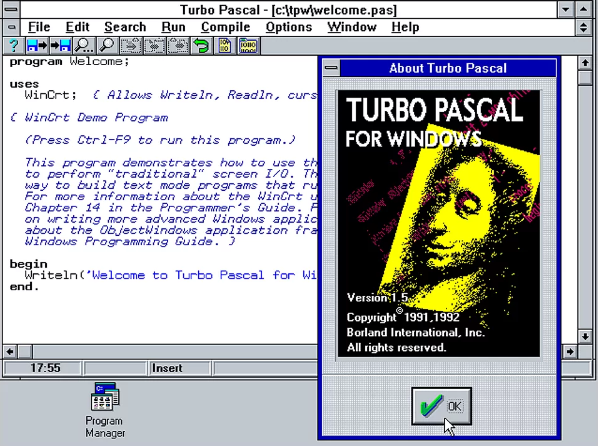 Turbo Pascal - [c:\tpw\welcome.pas]
File Edit Search Run Compile Options Window Help
program Welcome;
uses
WinCrt; { Allows Writeln, Readln, curs
{ WinCrt Demo Program
(Press Ctrl-F9 to run this program.)
This program demonstrates how to use th
to perform "traditional" screen I/O. Th
way to build text mode programs that ru
For more information about the WinCrt u
Chapter 14 in the Programmer's Guide. F
on writing more advanced Windows applic
about the ObjectWindows application fra
Windows Programming Guide. }
begin
Writeln('Welcome to Turbo Pascal for Wi
end.
17:55 Insert
About Turbo Pascal
TURBO PASCAL
FOR WINDOWS
Version 1.5
Copyright © 1991,1992
Borland International, Inc.
All rights reserved.
OK
Program
Manager